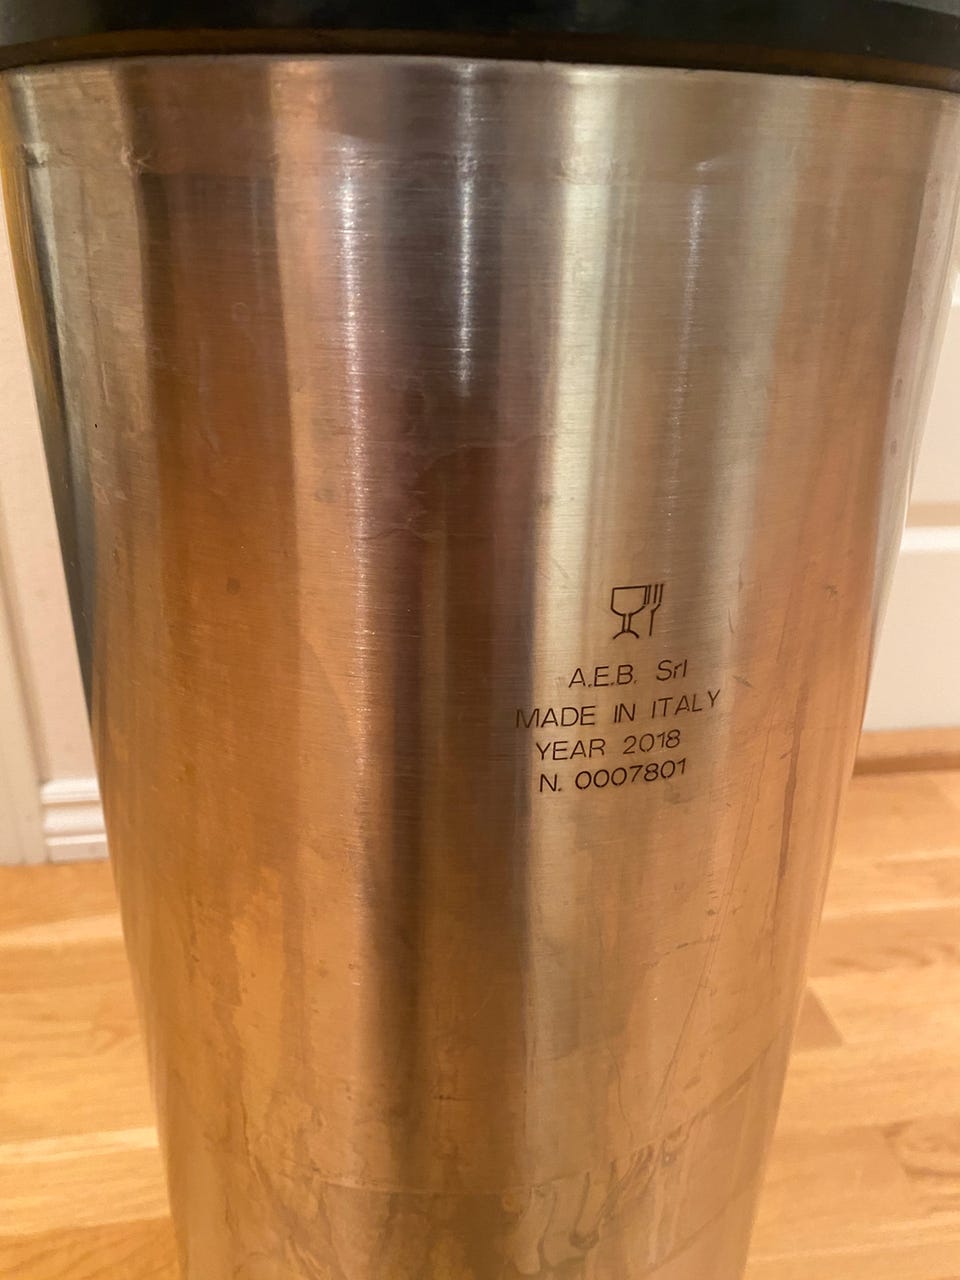 A.E.B. Srl
MADE IN ITALY
YEAR 2018
N. 0007801